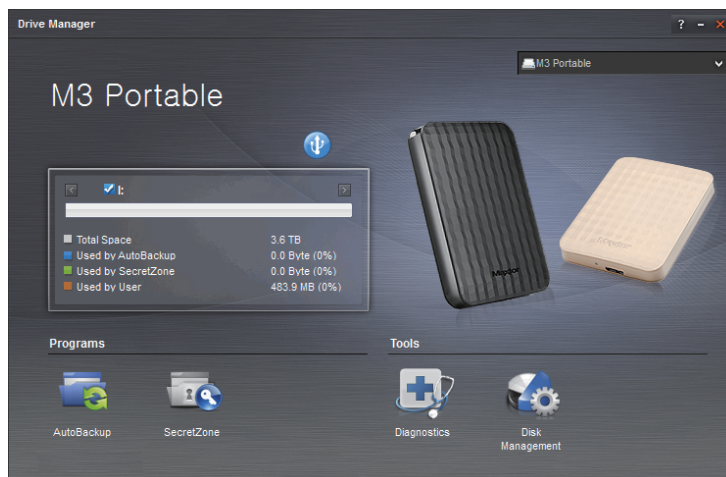 Drive Manager
? -
M3 Portable
M3 Portable
I:
Total Space 3.6 TB
Used by AutoBackup 0.0 Byte (0%)
Used by SecretZone 0.0 Byte (0%)
Used by User 483.9 MB (0%)
Maxtor
Maxtor
Programs
Tools
AutoBackup
SecretZone
Diagnostics
Disk
Management